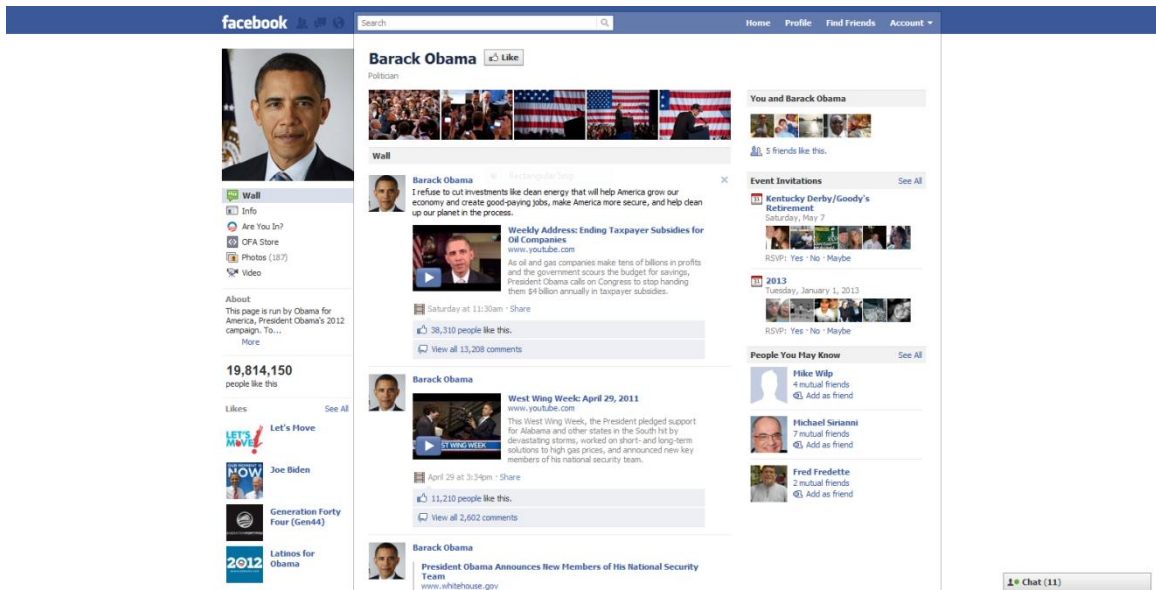 facebook
Search
Home Profile Find Friends Account
Barack Obama Like
Politician
Wall
Info
Are You In?
OFA Store
Photos (187)
Video
About
This page is run by Obama for
America, President Obama's 2012
campaign. To...
More
19,814,150
people like this
Likes See All
LET'S
MOVE!
Let's Move
NOW
Joe Biden
Generation Forty
Four (Gen44)
2012
Latinos for
Obama
Wall
Barack Obama
I refuse to cut investments like clean energy that will help America grow our
economy and create good-paying jobs, make America more secure, and help clean
up our planet in the process.
Weekly Address: Ending Taxpayer Subsidies for
Oil Companies
www.youtube.com
As oil and gas companies make tens of billions in profits
and the government scours the budget for savings,
President Obama calls on Congress to stop handing
them $4 billion annually in taxpayer subsidies.
Saturday at 11:30am · Share
38,310 people like this.
View all 13,208 comments
Barack Obama
WEST WING WEEK
West Wing Week: April 29, 2011
www.youtube.com
This West Wing Week, the President pledged support
for Alabama and other states in the South hit by
devastating storms, worked on short- and long-term
solutions to high gas prices, and announced new key
members of his national security team.
April 29 at 3:34pm · Share
11,210 people like this.
View all 2,602 comments
Barack Obama
President Obama Announces New Members of His National Security
Team
www.whitehouse.gov
You and Barack Obama
5 friends like this.
Event Invitations See All
31 Kentucky Derby/Goody's
Retirement
Saturday, May 7
RSVP: Yes · No · Maybe
31 2013
Tuesday, January 1, 2013
RSVP: Yes · No · Maybe
People You May Know See All
Mike Wilp
4 mutual friends
Add as friend
Michael Sirianni
7 mutual friends
Add as friend
Fred Fredette
2 mutual friends
Add as friend
Chat (11)